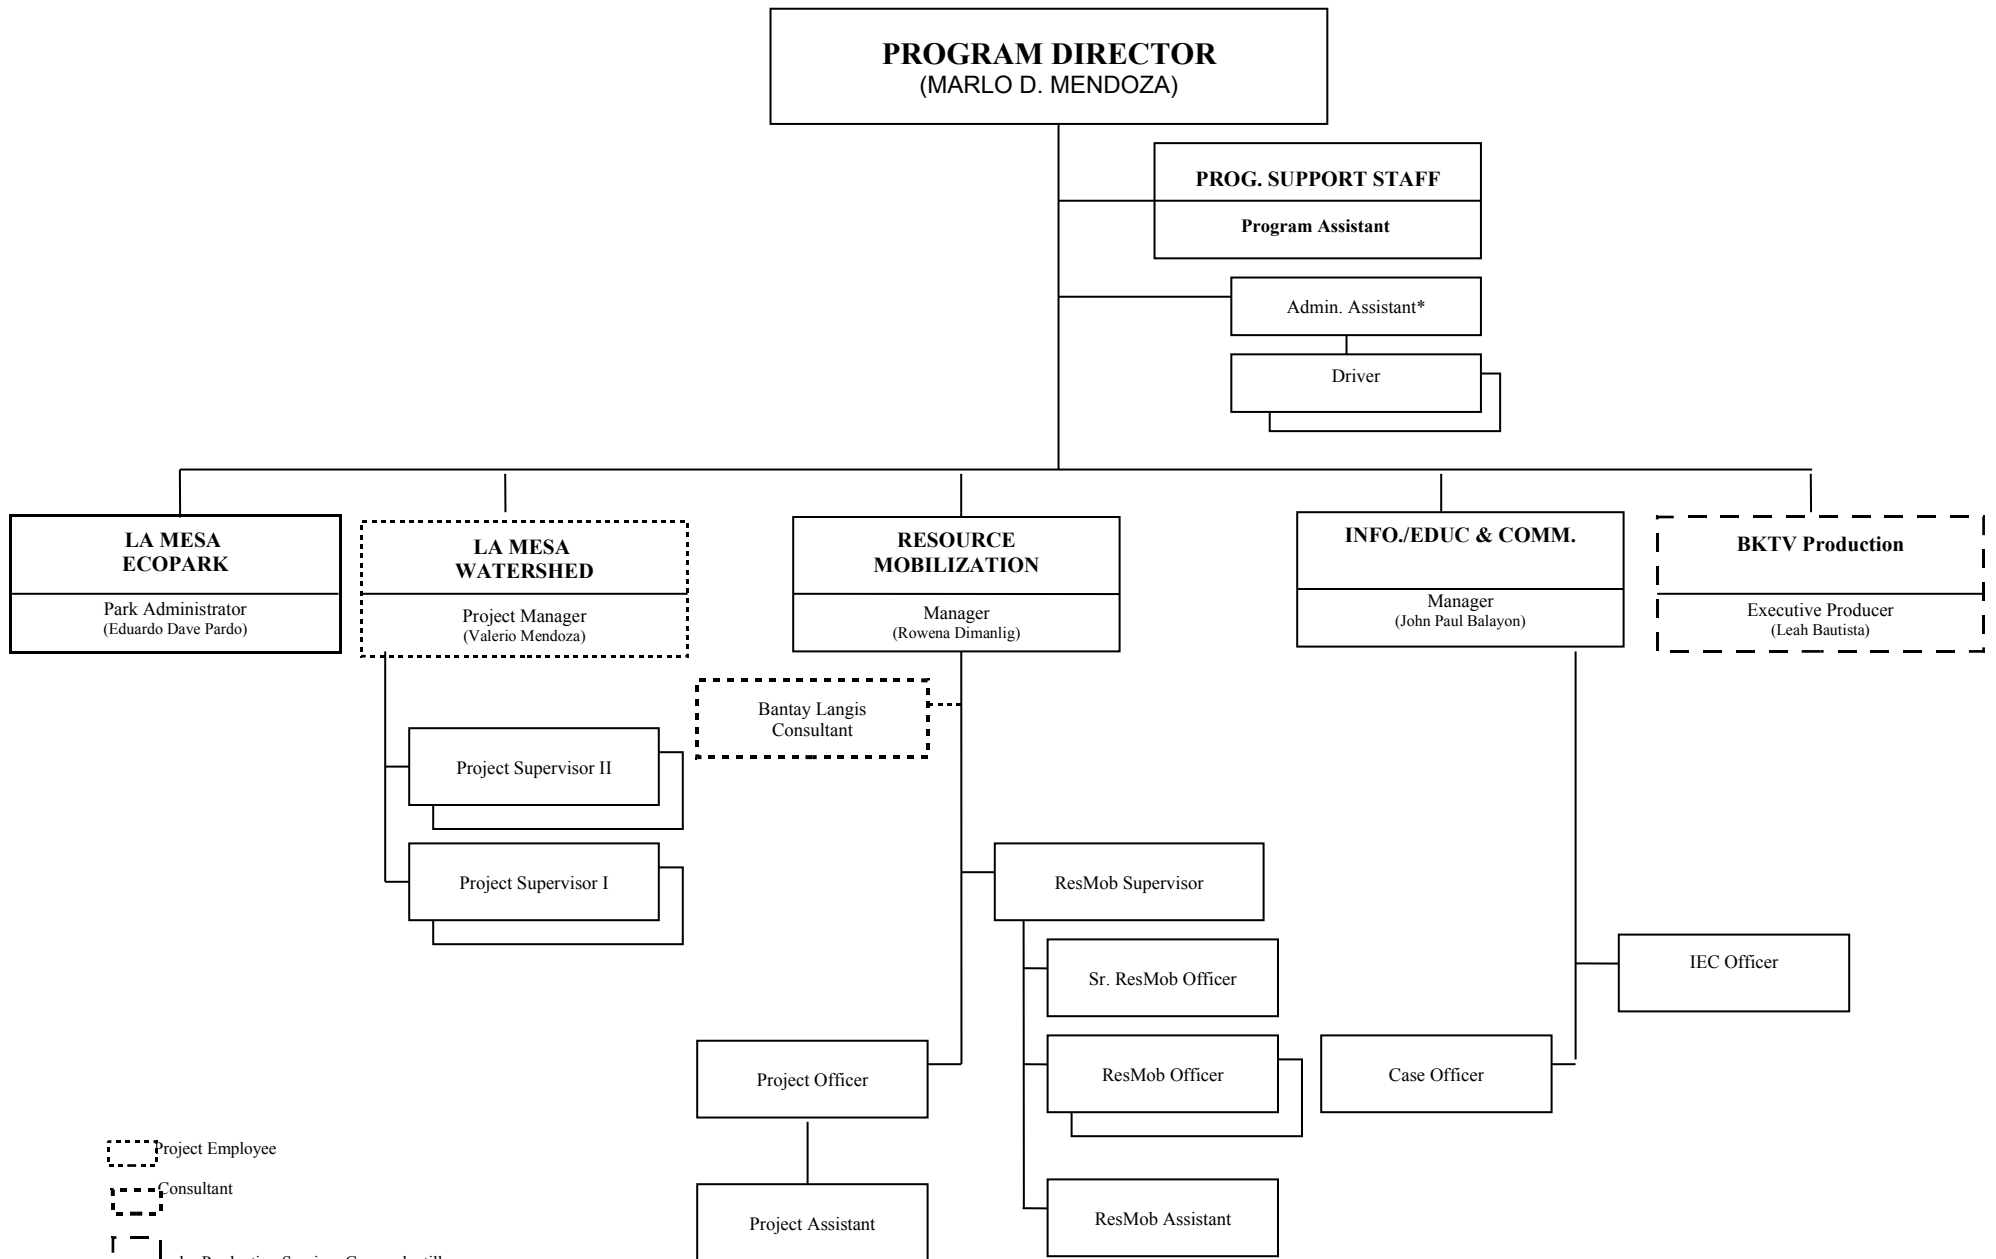 PROGRAM DIRECTOR
(MARLO D. MENDOZA)
PROG. SUPPORT STAFF
Program Assistant
Admin. Assistant*
Driver
LA MESA
ECOPARK
Park Administrator
(Eduardo Dave Pardo)
LA MESA
WATERSHED
Project Manager
(Valerio Mendoza)
RESOURCE
MOBILIZATION
Manager
(Rowena Dimanlig)
INFO./EDUC & COMM.
Manager
(John Paul Balayon)
BKTV Production
Executive Producer
(Leah Bautista)
Bantay Langis
Consultant
Project Supervisor II
Project Supervisor I
ResMob Supervisor
Sr. ResMob Officer
ResMob Officer
ResMob Assistant
Project Officer
Project Assistant
IEC Officer
Case Officer
Project Employee
Consultant